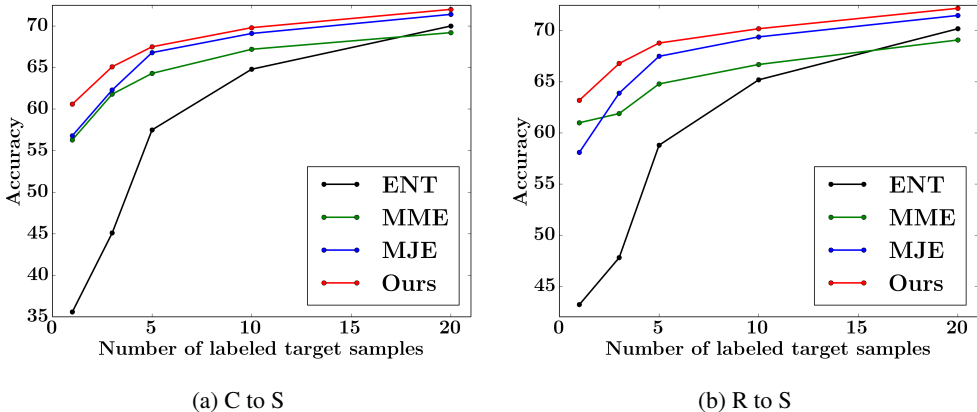 70
65
60
55
50
45
40
35
Accuracy
0
5
10
15
20
Number of labeled target samples
ENT
MME
MJE
Ours
(a) C to S
70
65
60
55
50
45
Accuracy
0
5
10
15
20
Number of labeled target samples
ENT
MME
MJE
Ours
(b) R to S